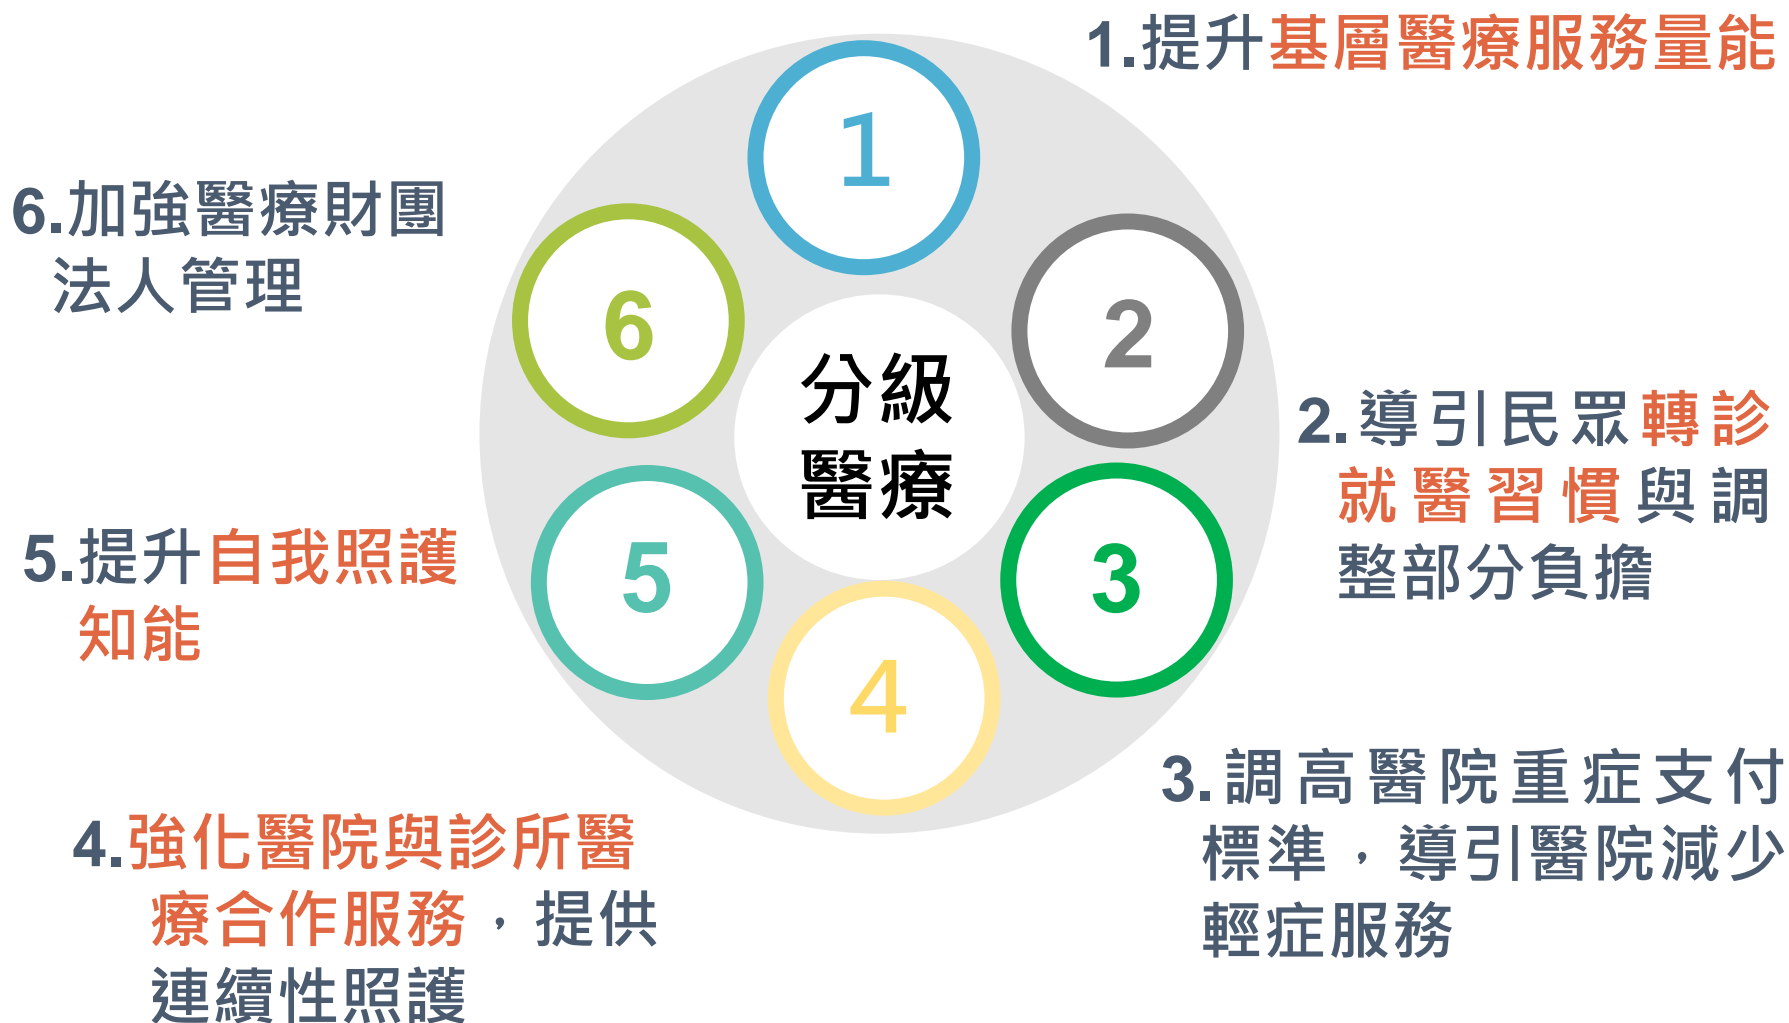 1.提升基層醫療服務量能
2.導引民眾轉診
就醫習慣與調
整部分負擔
3.調高醫院重症支付
標準，導引醫院減少
輕症服務
4.強化醫院與診所醫
療合作服務，提供
連續性照護
5.提升自我照護
知能
6.加強醫療財團
法人管理
分級
醫療
1
2
3
4
5
6